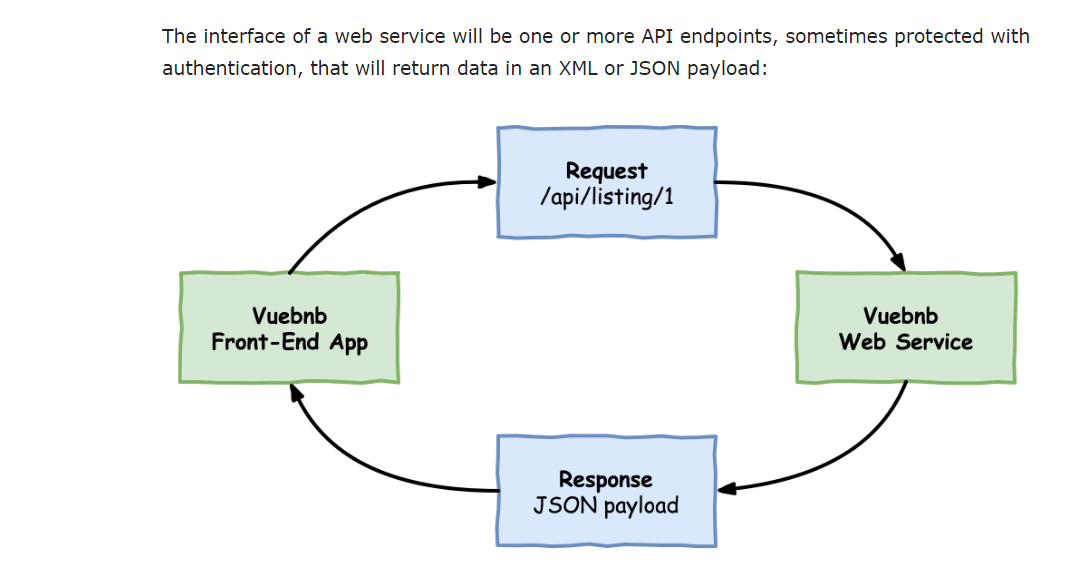 The interface of a web service will be one or more API endpoints, sometimes protected with
authentication, that will return data in an XML or JSON payload:
Request
/api/listing/1
Vuebnb
Front-End App
Vuebnb
Web Service
Response
JSON payload